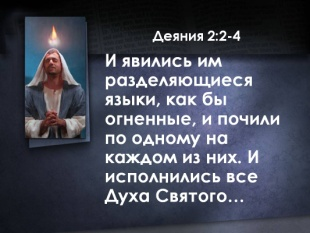 Деяния 2:2-4
И явились им
разделяющиеся
языки, как бы
огненные, и почили
по одному на
каждом из них. И
исполнились все
Духа Святого…